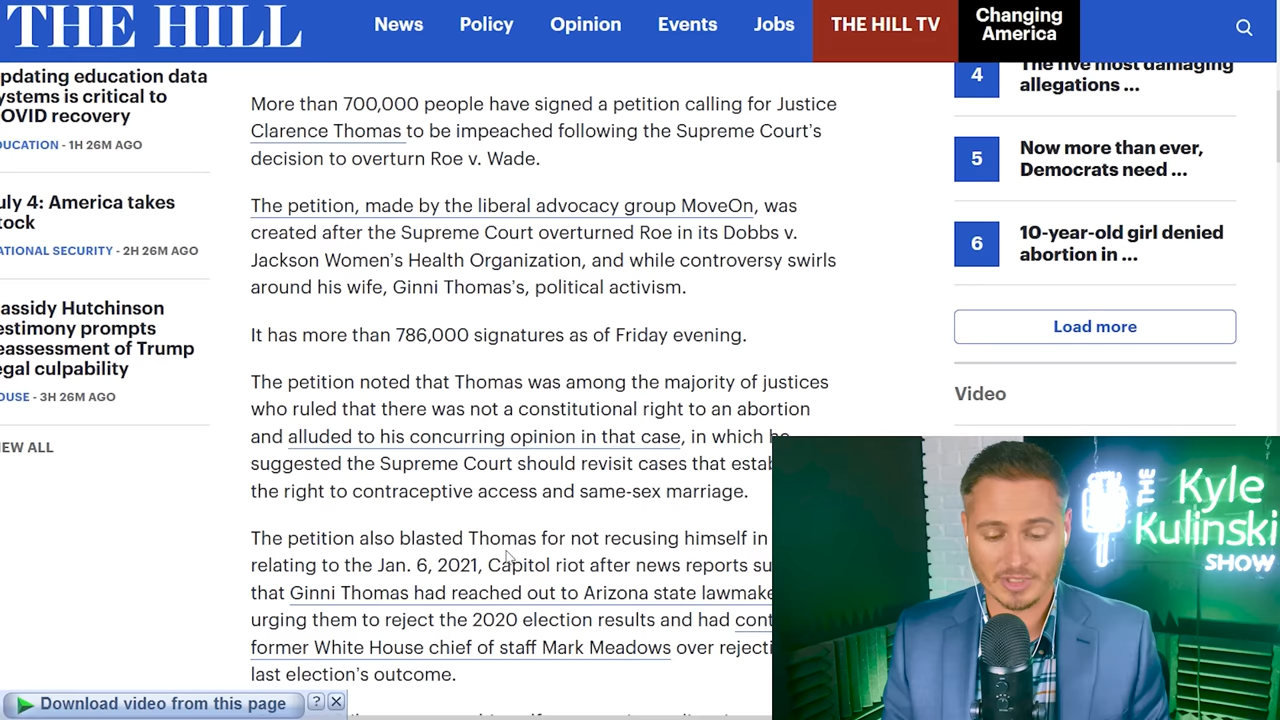 THE HILL
News Policy Opinion Events Jobs THE HILL TV
Changing
America
pdating education data
ystems is critical to
OVID recovery
DUCATION - 1H 26M AGO
uly 4: America takes
tock
ATIONAL SECURITY - 2H 26M AGO
assidy Hutchinson
estimony prompts
eassessment of Trump
egal culpability
OUSE - 3H 26M AGO
EW ALL
More than 700,000 people have signed a petition calling for Justice
Clarence Thomas to be impeached following the Supreme Court's
decision to overturn Roe v. Wade.
The petition, made by the liberal advocacy group MoveOn, was
created after the Supreme Court overturned Roe in its Dobbs v.
Jackson Women's Health Organization, and while controversy swirls
around his wife, Ginni Thomas's, political activism.
It has more than 786,000 signatures as of Friday evening.
The petition noted that Thomas was among the majority of justices
who ruled that there was not a constitutional right to an abortion
and alluded to his concurring opinion in that case, in which he
suggested the Supreme Court should revisit cases that estab
the right to contraceptive access and same-sex marriage.
The petition also blasted Thomas for not recusing himself in
relating to the Jan. 6, 2021, Capitol riot after news reports su
that Ginni Thomas had reached out to Arizona state lawmake
urging them to reject the 2020 election results and had cont
former White House chief of staff Mark Meadows over rejecti
last election's outcome.
4
The five most damaging
allegations ...
5
Now more than ever,
Democrats need ...
6
10-year-old girl denied
abortion in ...
Load more
Video
THE
Kyle
Kulinski
SHOW
Download video from this page ?